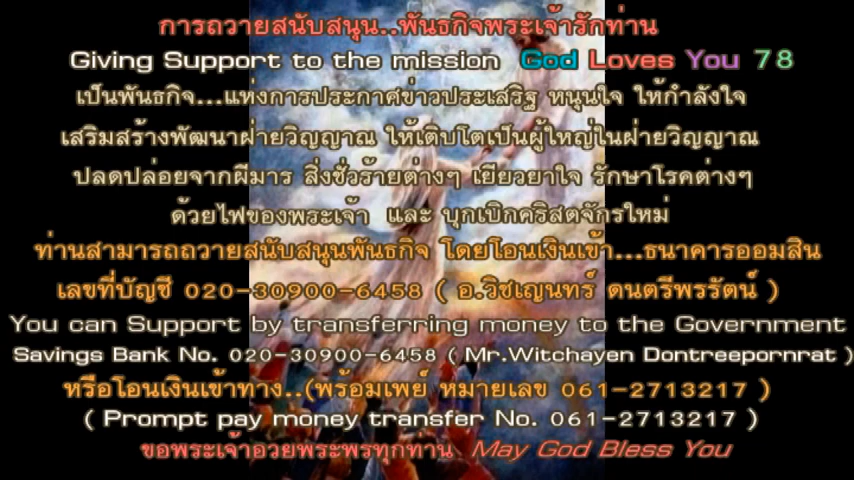 การถวายสนับสนุน..พันธกิจพระเจ้ารักท่าน
Giving Support to the mission God Loves You 78
เป็นพันธกิจ...แห่งการประกาศข่าวประเสริฐ หนุนใจ ให้กำลังใจ
เสริมสร้างพัฒนาฝ่ายวิญญาณ ให้เติบโตเป็นผู้ใหญ่ในฝ่ายวิญญาณ
ปลดปล่อยจากผีมาร สิ่งชั่วร้ายต่างๆ เยียวยาใจ รักษาโรคต่างๆ
ด้วยไฟของพระเจ้า และ บุกเบิกคริสตจักรใหม่
ท่านสามารถถวายสนับสนุนพันธกิจ โดยโอนเงินเข้า...ธนาคารออมสิน
เลขที่บัญชี 020-30900-6458 ( อ.วิชเญนทร์ ดนตรีพรรัตน์ )
You can Support by transferring money to the Government
Savings Bank No. 020-30900-6458 ( Mr.Witchayen Dontreepornrat )
หรือโอนเงินเข้าทาง..(พร้อมเพย์ หมายเลข 061-2713217 )
( Prompt pay money transfer No. 061-2713217 )
ขอพระเจ้าอวยพระพรทุกทาน May God Bless You